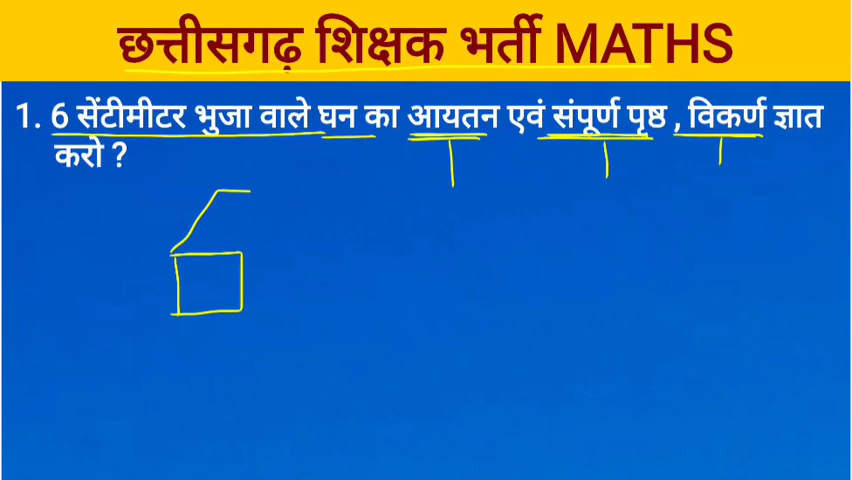 छत्तीसगढ़ शिक्षक भर्ती MATHS
1. 6 सेंटीमीटर भुजा वाले घन का आयतन एवं संपूर्ण पृष्ठ , विकर्ण ज्ञात
करो ?